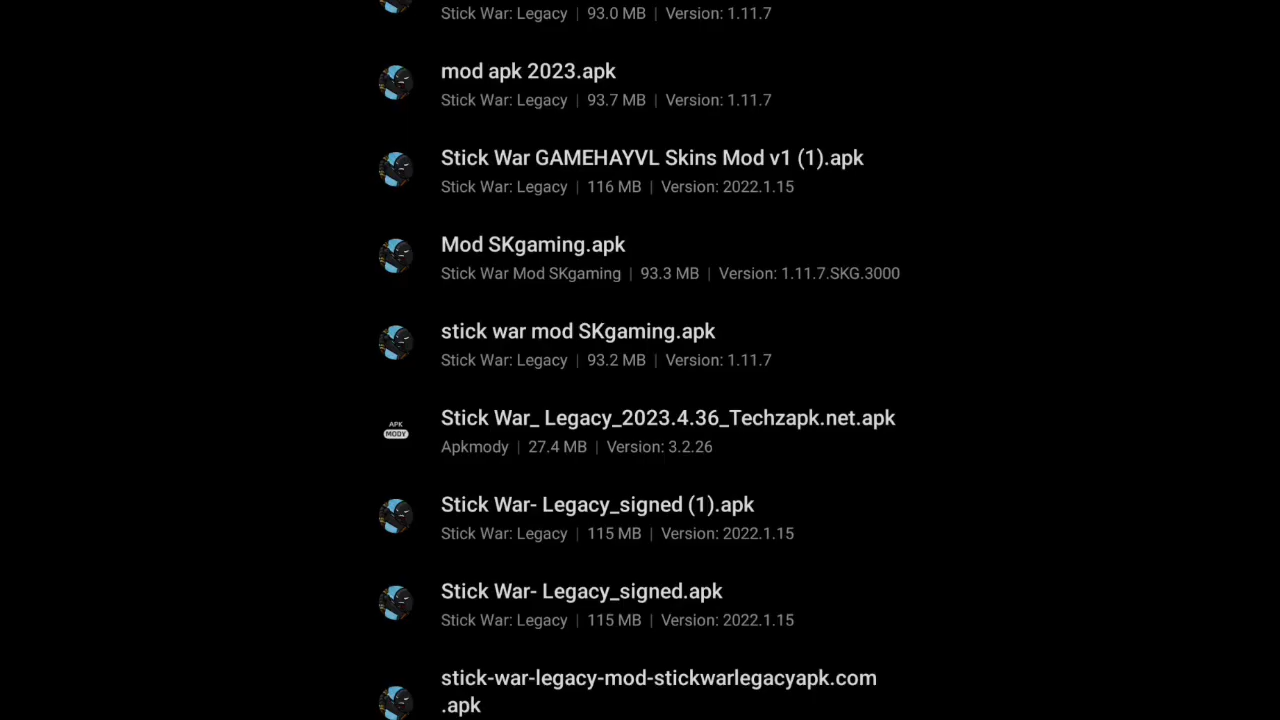 Stick War: Legacy | 93.0 MB | Version: 1.11.7
mod apk 2023.apk
Stick War: Legacy | 93.7 MB | Version: 1.11.7
Stick War GAMEHAYVL Skins Mod v1 (1).apk
Stick War: Legacy | 116 MB | Version: 2022.1.15
Mod SKgaming.apk
Stick War Mod SKgaming | 93.3 MB | Version: 1.11.7.SKG.3000
stick war mod SKgaming.apk
Stick War: Legacy | 93.2 MB | Version: 1.11.7
Stick War_ Legacy_2023.4.36_Techzapk.net.apk
APK
MODY
Apkmody | 27.4 MB | Version: 3.2.26
Stick War- Legacy_signed (1).apk
Stick War: Legacy | 115 MB | Version: 2022.1.15
Stick War- Legacy_signed.apk
Stick War: Legacy | 115 MB | Version: 2022.1.15
stick-war-legacy-mod-stickwarlegacyapk.com
.apk